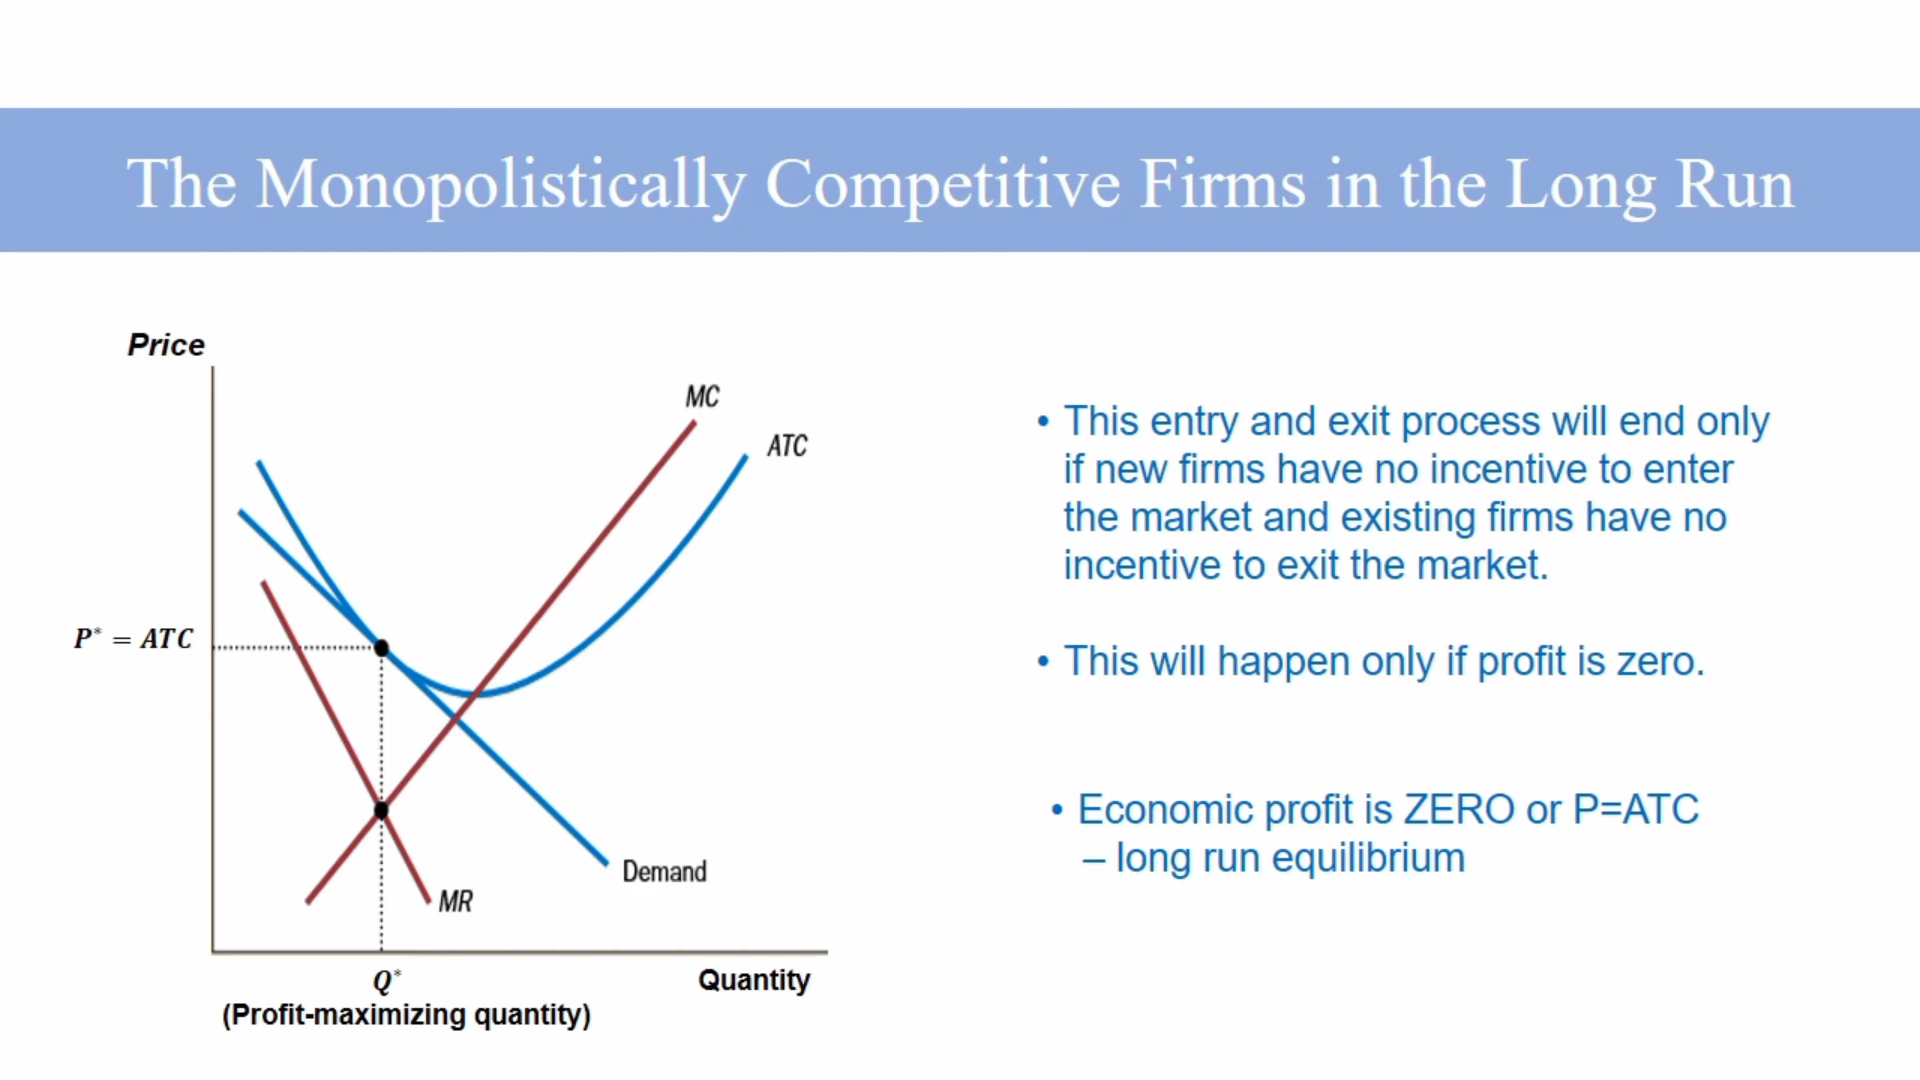 The Monopolistically Competitive Firms in the Long Run
Price
MC
ATC
P* = ATC
Demand
MR
Q*
Quantity
(Profit-maximizing quantity)
• This entry and exit process will end only
if new firms have no incentive to enter
the market and existing firms have no
incentive to exit the market.
• This will happen only if profit is zero.
• Economic profit is ZERO or P=ATC
– long run equilibrium